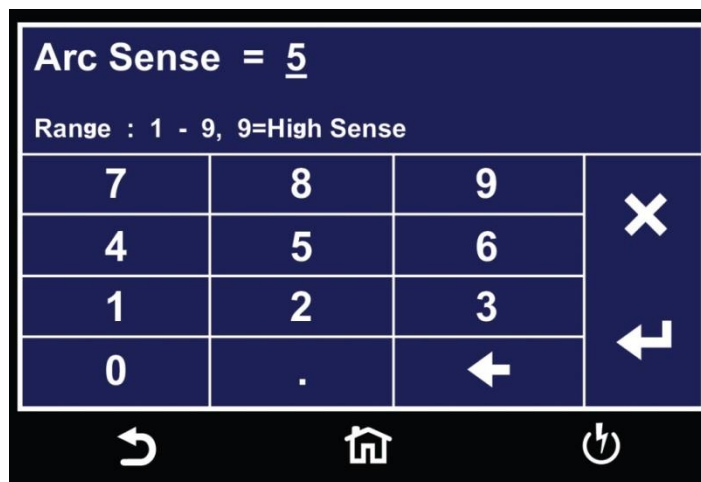 Arc Sense = 5
Range : 1 - 9, 9=High Sense
7 8 9
4 5 6
1 2 3
0 .